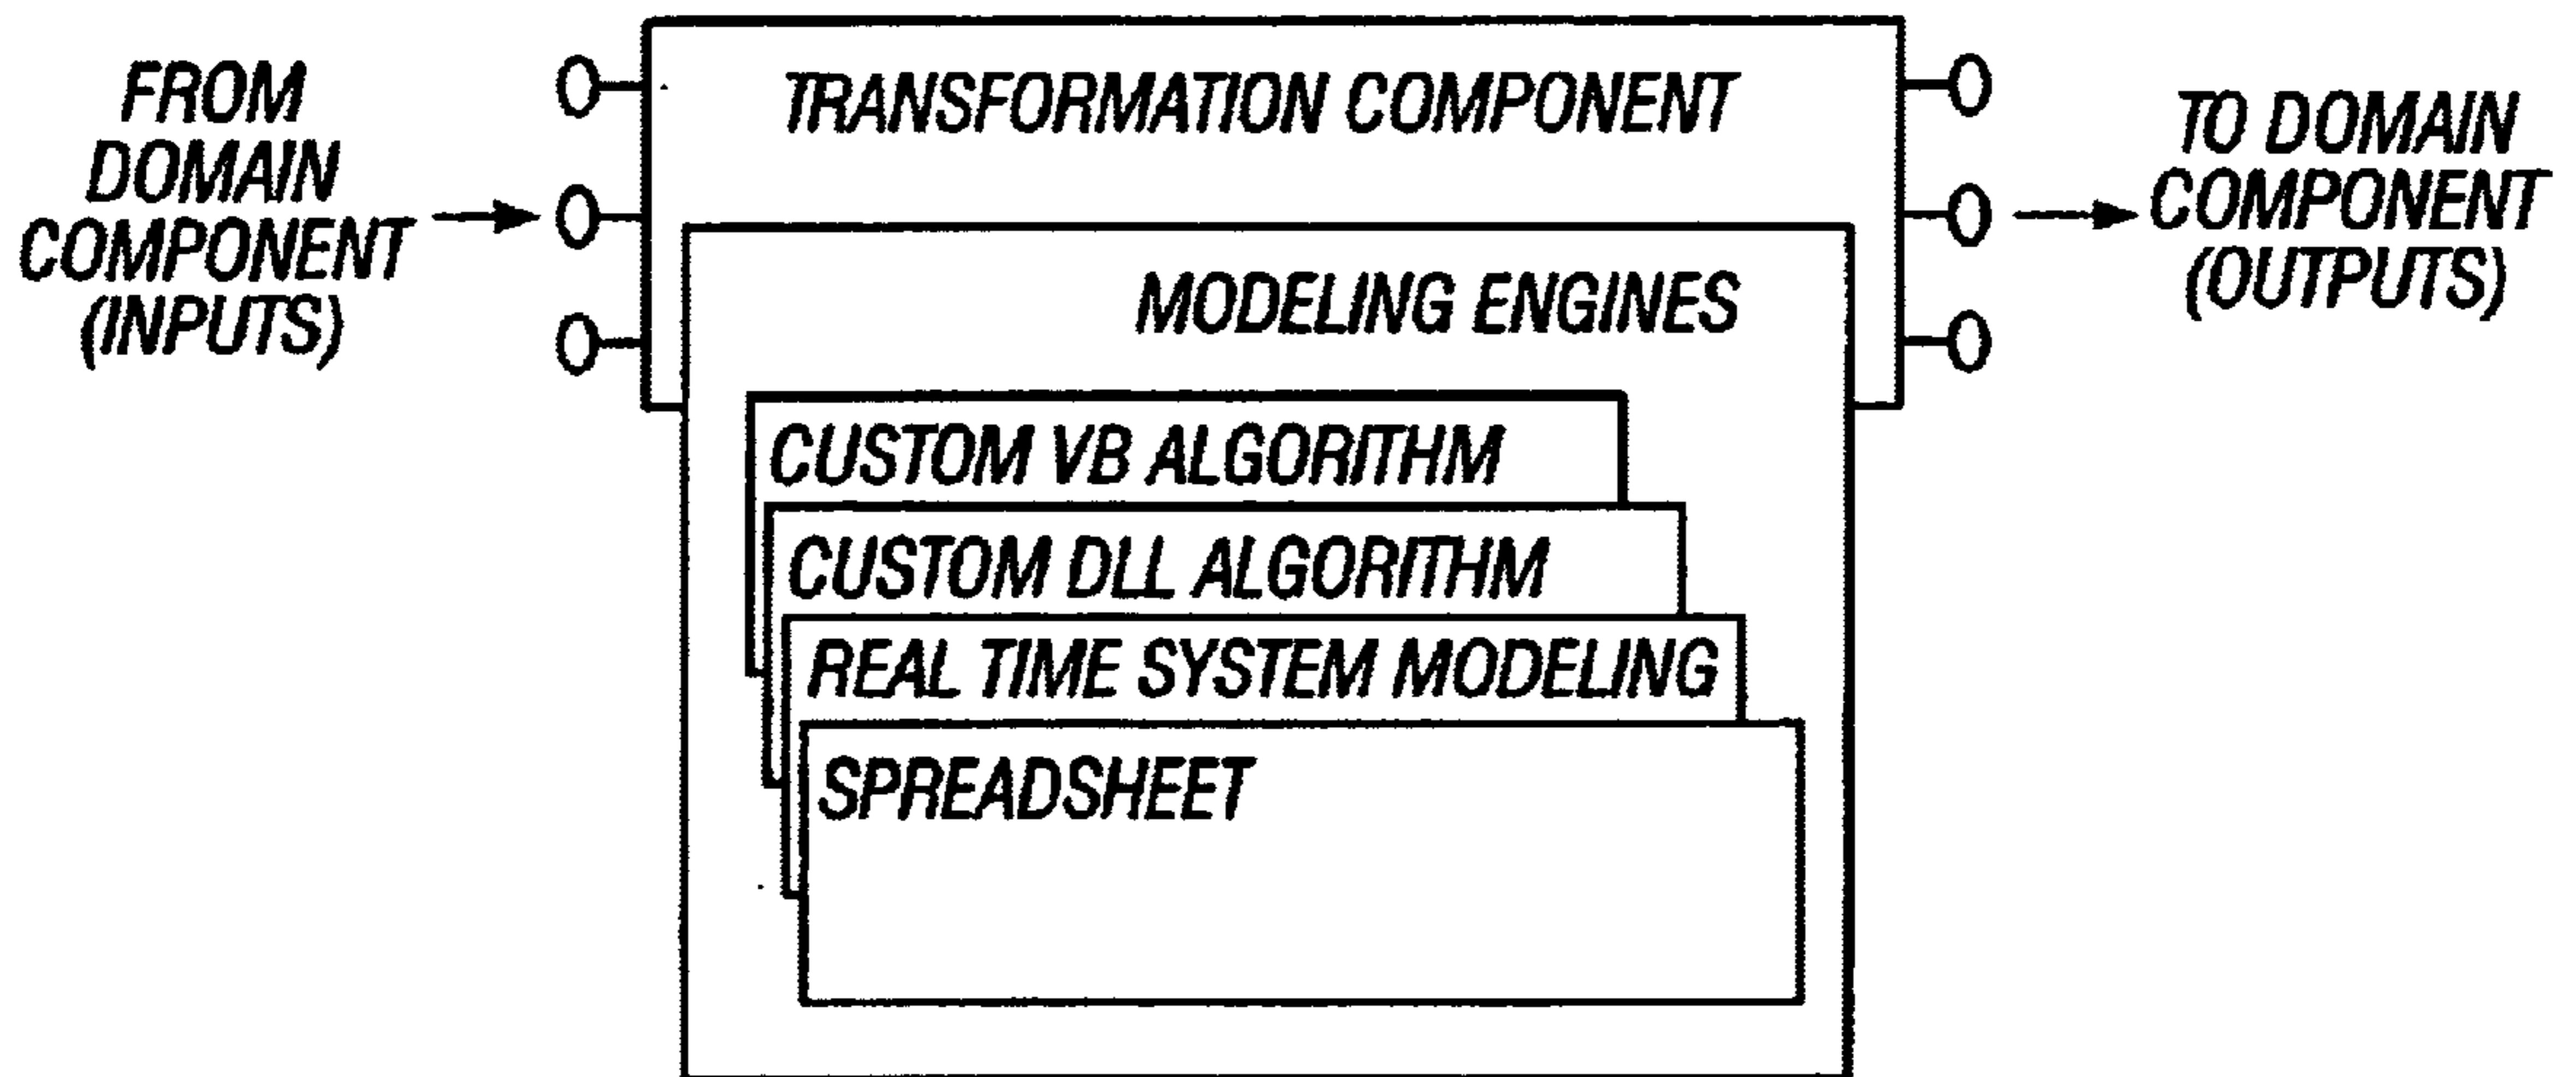 FROM
DOMAIN
COMPONENT
(INPUTS)
TRANSFORMATION COMPONENT
TO DOMAIN
COMPONENT
(OUTPUTS)
MODELING ENGINES
CUSTOM VB ALGORITHM
CUSTOM DLL ALGORITHM
REAL TIME SYSTEM MODELING
SPREADSHEET